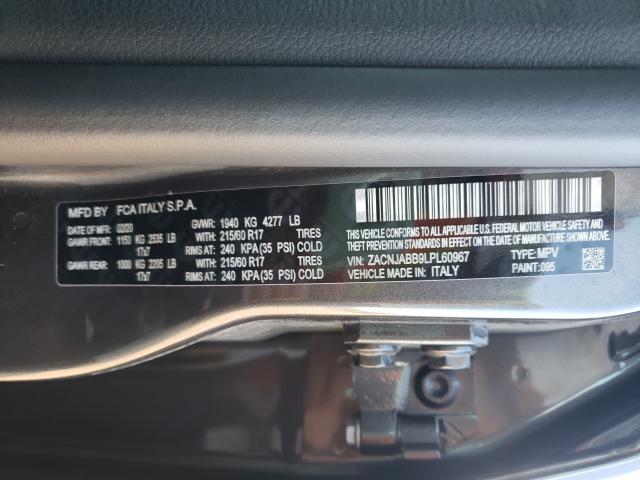 MFD BY FCA ITALY S.P.A.
DATE OF MFR: 02/20 GVWR: 1940 KG 4277 LB
GAWR FRONT: 1150 KG 2535 LB WITH: 215/60 R17 TIRES
17x7 RIMS AT: 240 KPA(35 PSI) COLD
GAWR REAR: 1000 KG 2205 LB WITH: 215/60 R17 TIRES
17x7 RIMS AT: 240 KPA(35 PSI) COLD
THIS VEHICLE CONFORMS TO ALL APPLICABLE
U.S.A. FEDERAL MOTOR VEHICLE SAFETY,
BUMPER, AND THEFT PREVENTION STANDARDS IN
EFFECT ON THE DATE OF MANUFACTURE SHOWN ABOVE.
VIN: ZACNJABB9LPL60967 TYPE: MPV
VEHICLE MADE IN: ITALY PAINT: 095